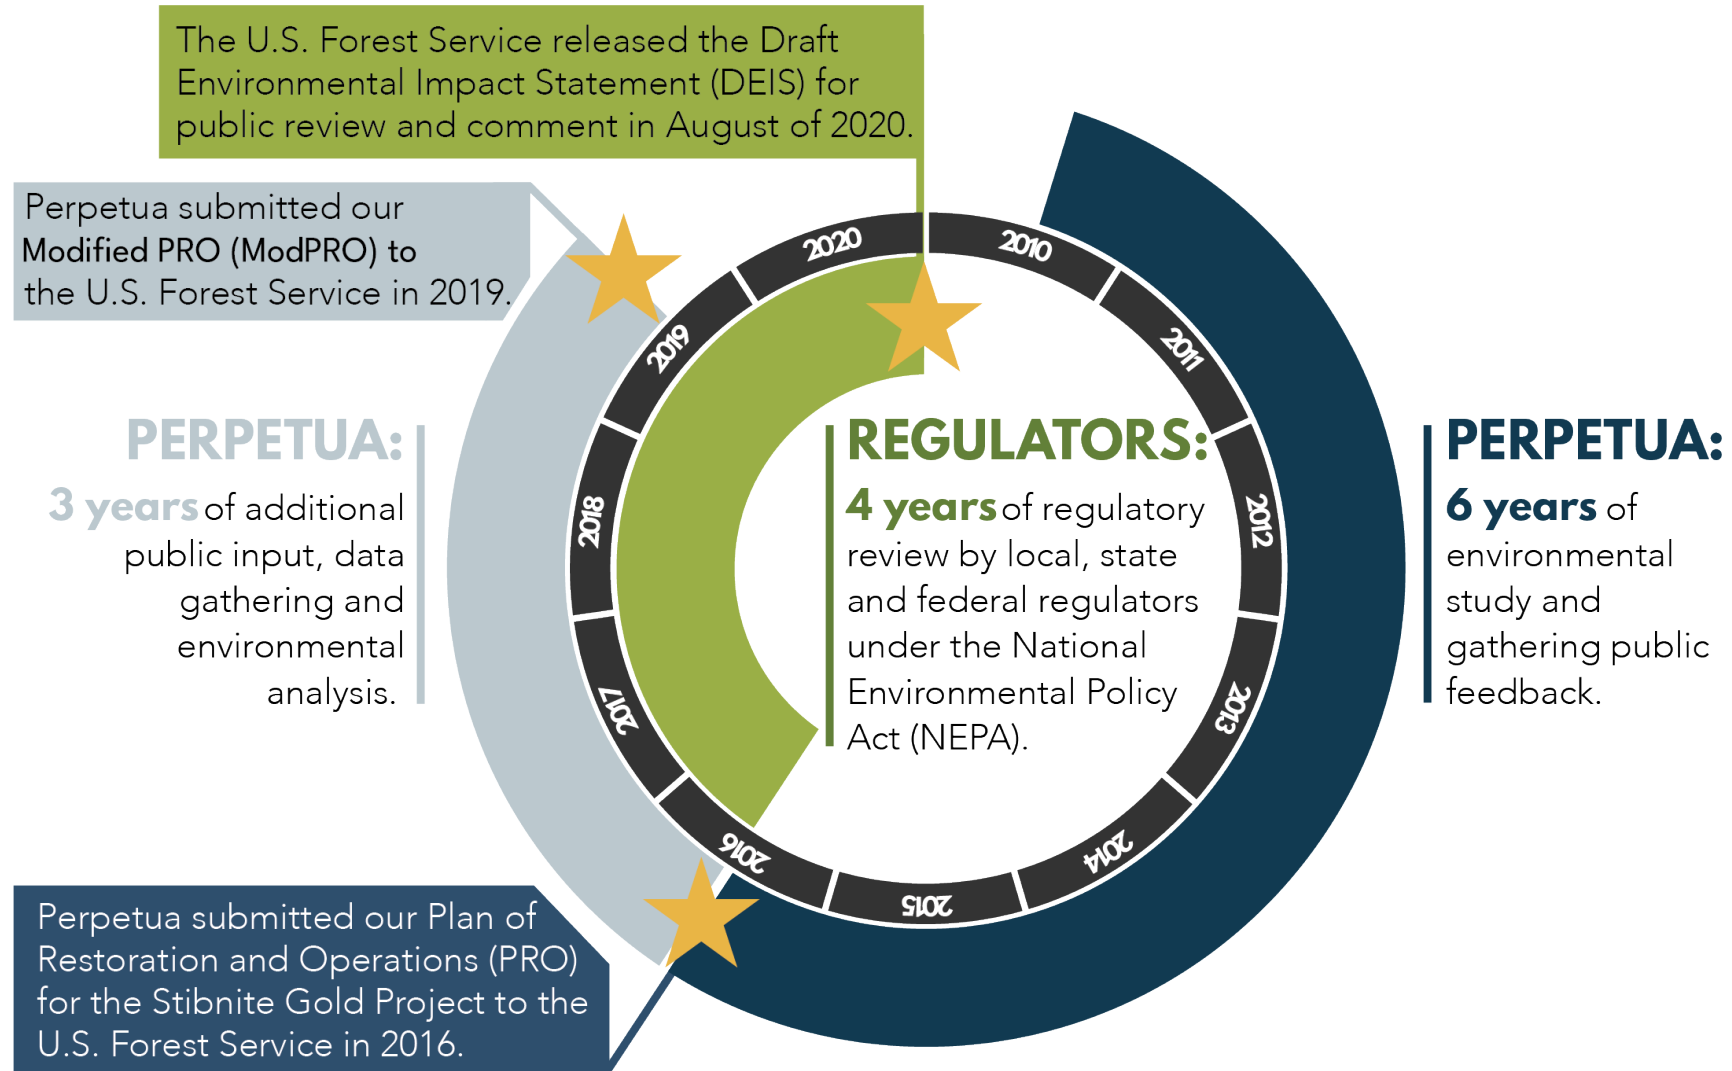 The U.S. Forest Service released the Draft
Environmental Impact Statement (DEIS) for
public review and comment in August of 2020.
Perpetua submitted our
Modified PRO (ModPRO) to
the U.S. Forest Service in 2019.
2010
2011
2012
2013
2014
2015
2016
2017
2018
2019
2020
PERPETUA:
3 years of additional
public input, data
gathering and
environmental
analysis.
REGULATORS:
4 years of regulatory
review by local, state
and federal regulators
under the National
Environmental Policy
Act (NEPA).
PERPETUA:
6 years of
environmental
study and
gathering public
feedback.
Perpetua submitted our Plan of
Restoration and Operations (PRO)
for the Stibnite Gold Project to the
U.S. Forest Service in 2016.